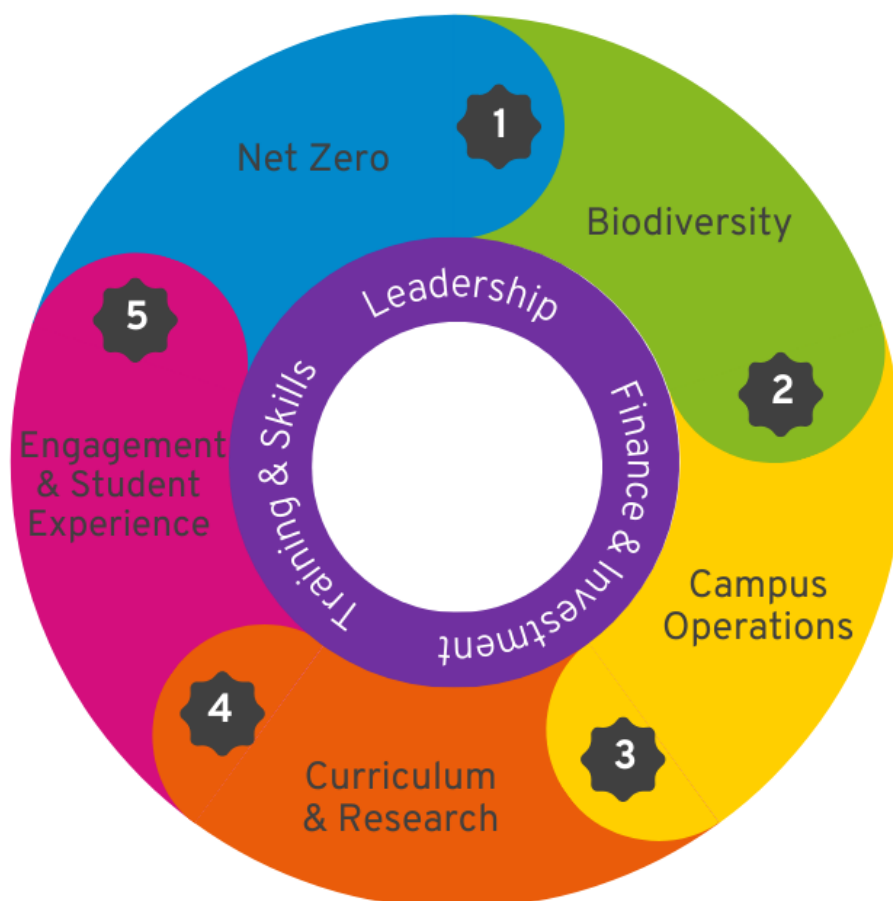 1
Net Zero
2
Biodiversity
3
Campus
Operations
4
Curriculum
& Research
5
Engagement
& Student
Experience
Leadership
Finance & Investment
Training & Skills